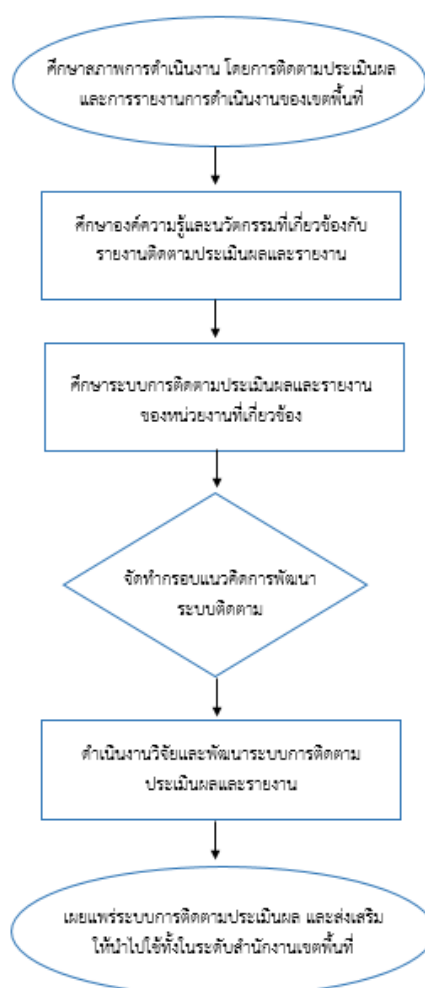 ศึกษาสภาพการดำเนินงาน โดยการติดตามประเมินผล
และการรายงานการดำเนินงานของเขตพื้นที่
ศึกษาองค์ความรู้และนวัตกรรมที่เกี่ยวข้องกับ
รายงานติดตามประเมินผลและรายงาน
ศึกษาระบบการติดตามประเมินผลและรายงาน
ของหน่วยงานที่เกี่ยวข้อง
จัดทำกรอบแนวคิดการพัฒนา
ระบบติดตาม
ดำเนินงานวิจัยและพัฒนาระบบการติดตาม
ประเมินผลและรายงาน
เผยแพร่ระบบการติดตามประเมินผล และส่งเสริม
ให้นำไปใช้ทั้งในระดับสำนักงานเขตพื้นที่